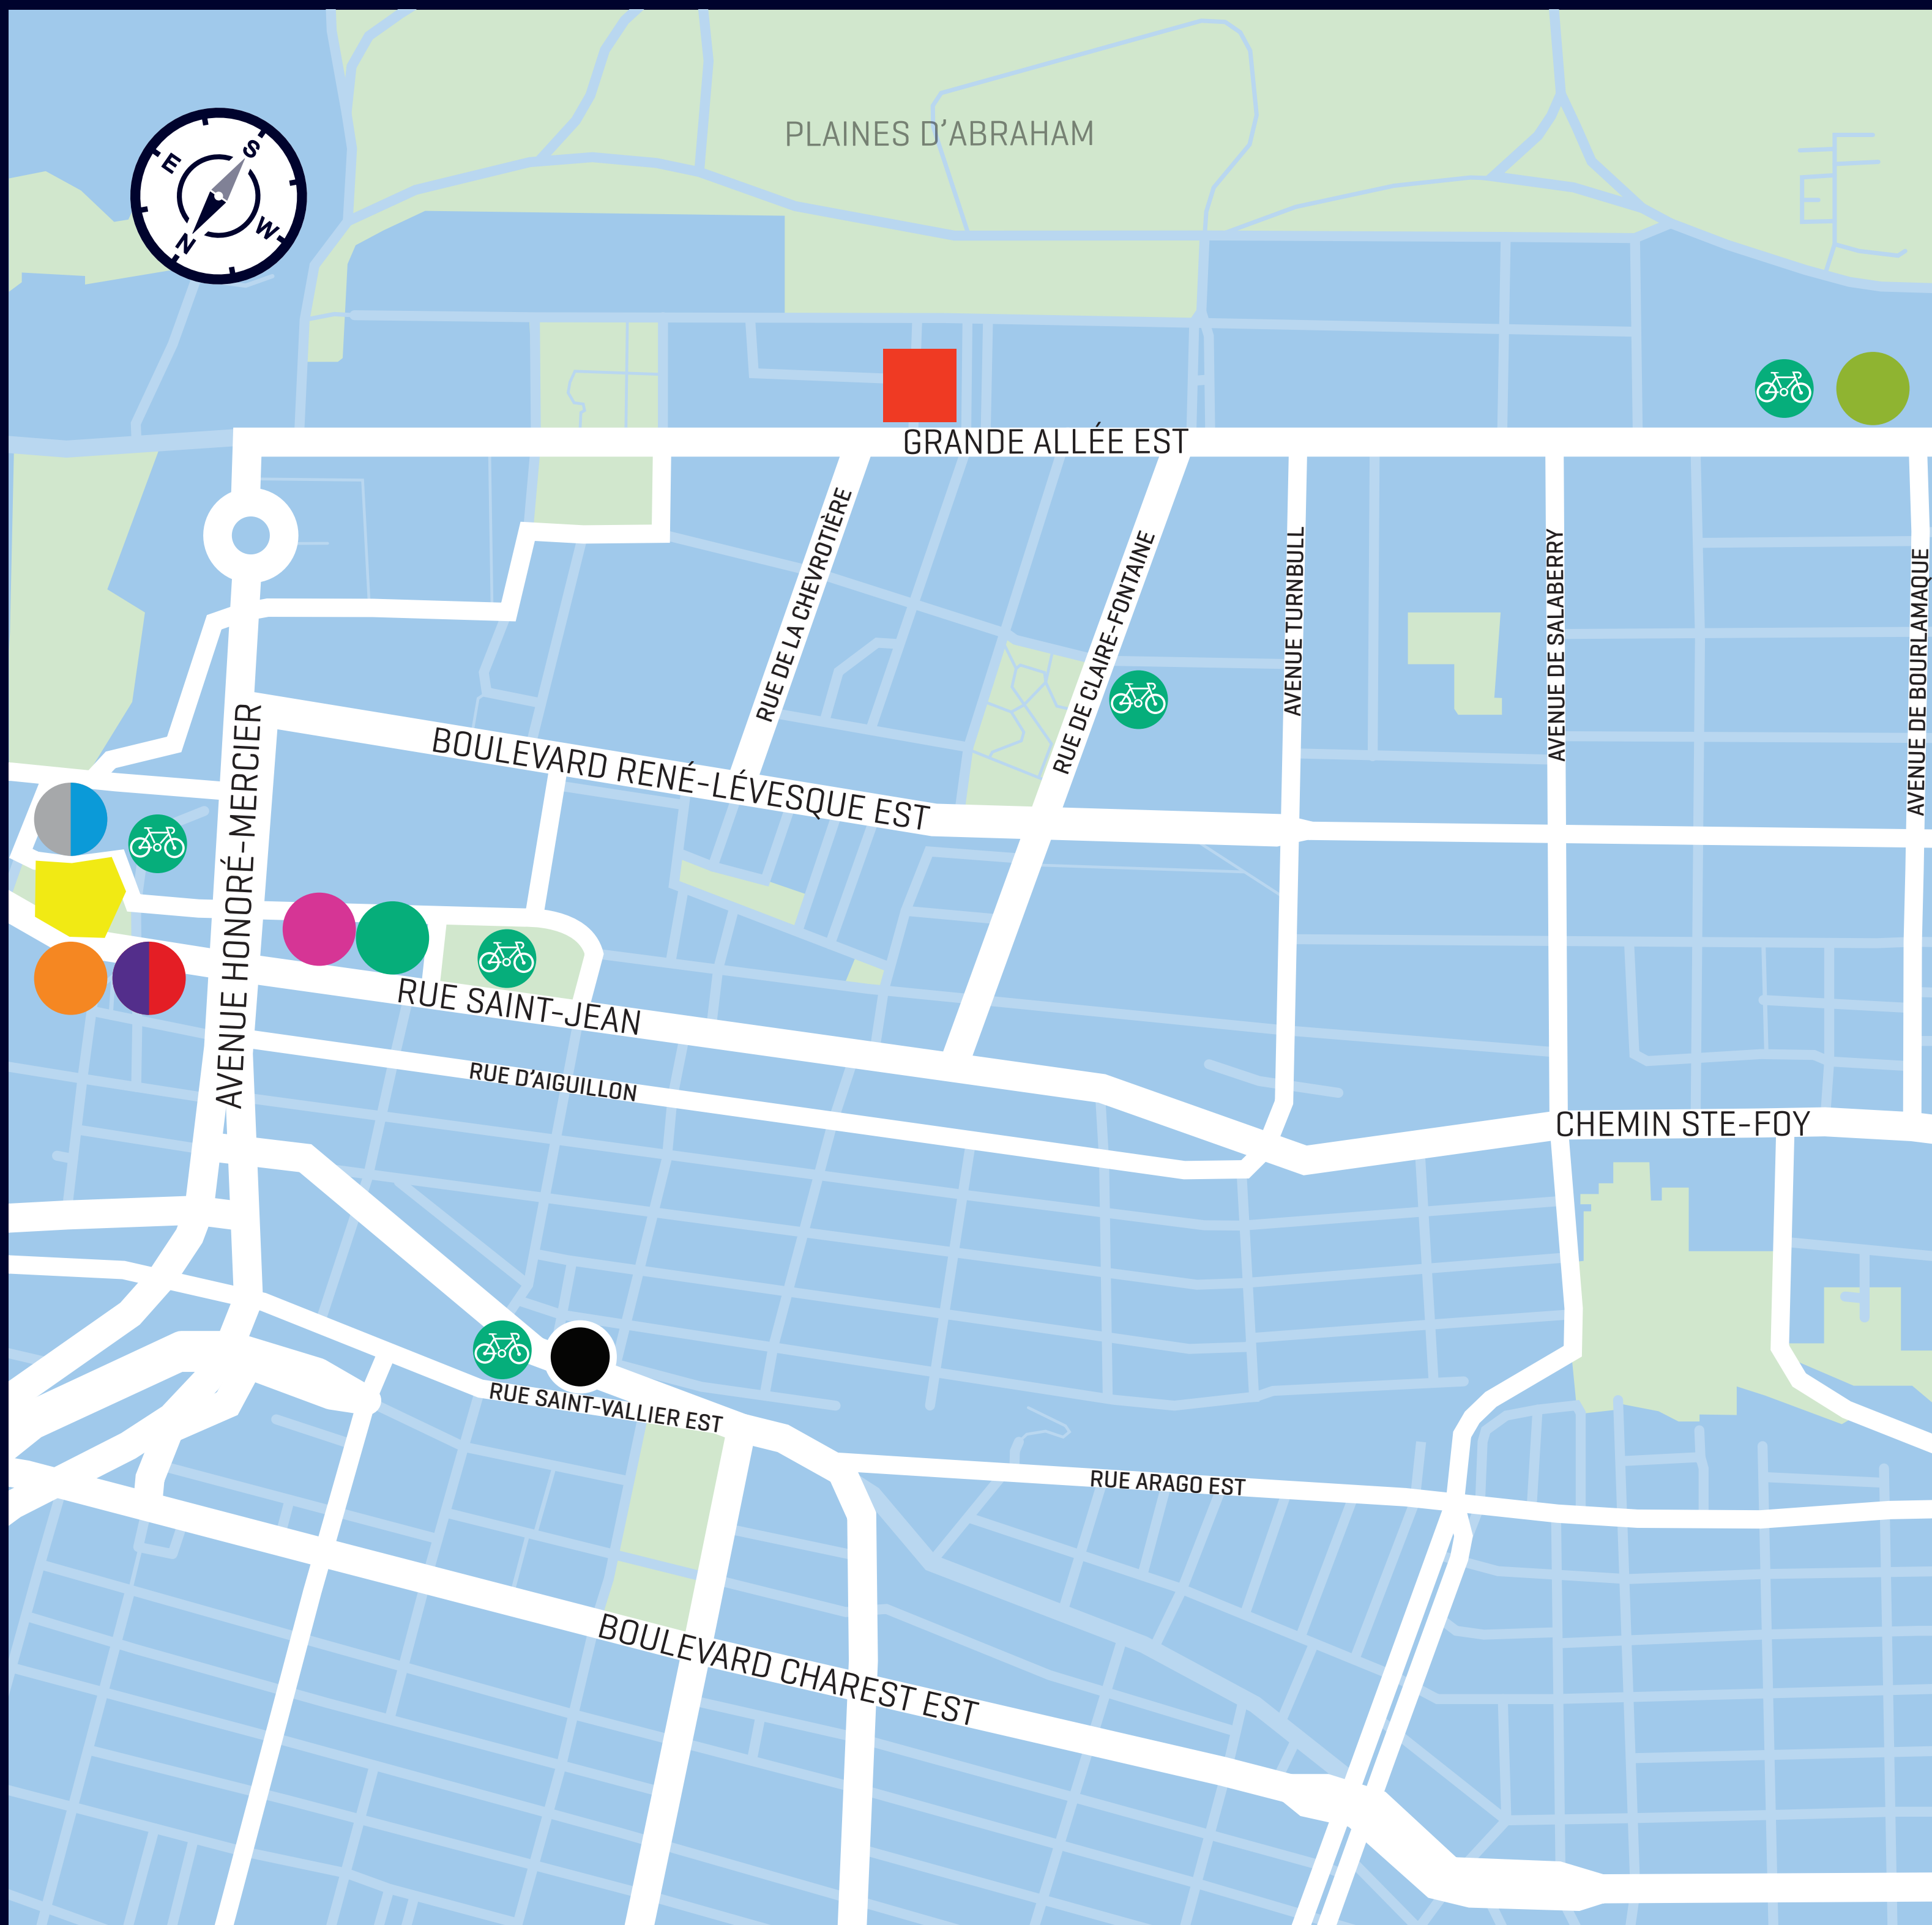 PLAINES D'ABRAHAM
S
E
W
N
GRANDE ALLÉE EST
RUE DE LA CHEVROTIÈRE
RUE DE CLAIRE-FONTAINE
AVENUE TURNBULL
AVENUE DE SALABERRY
AVENUE DE BOURLAMAQUE
BOULEVARD RENÉ-LÉVESQUE EST
AVENUE HONORÉ-MERCIER
RUE SAINT-JEAN
RUE D'AIGUILLON
CHEMIN STE-FOY
RUE SAINT-VALLIER EST
RUE ARAGO EST
BOULEVARD CHAREST EST